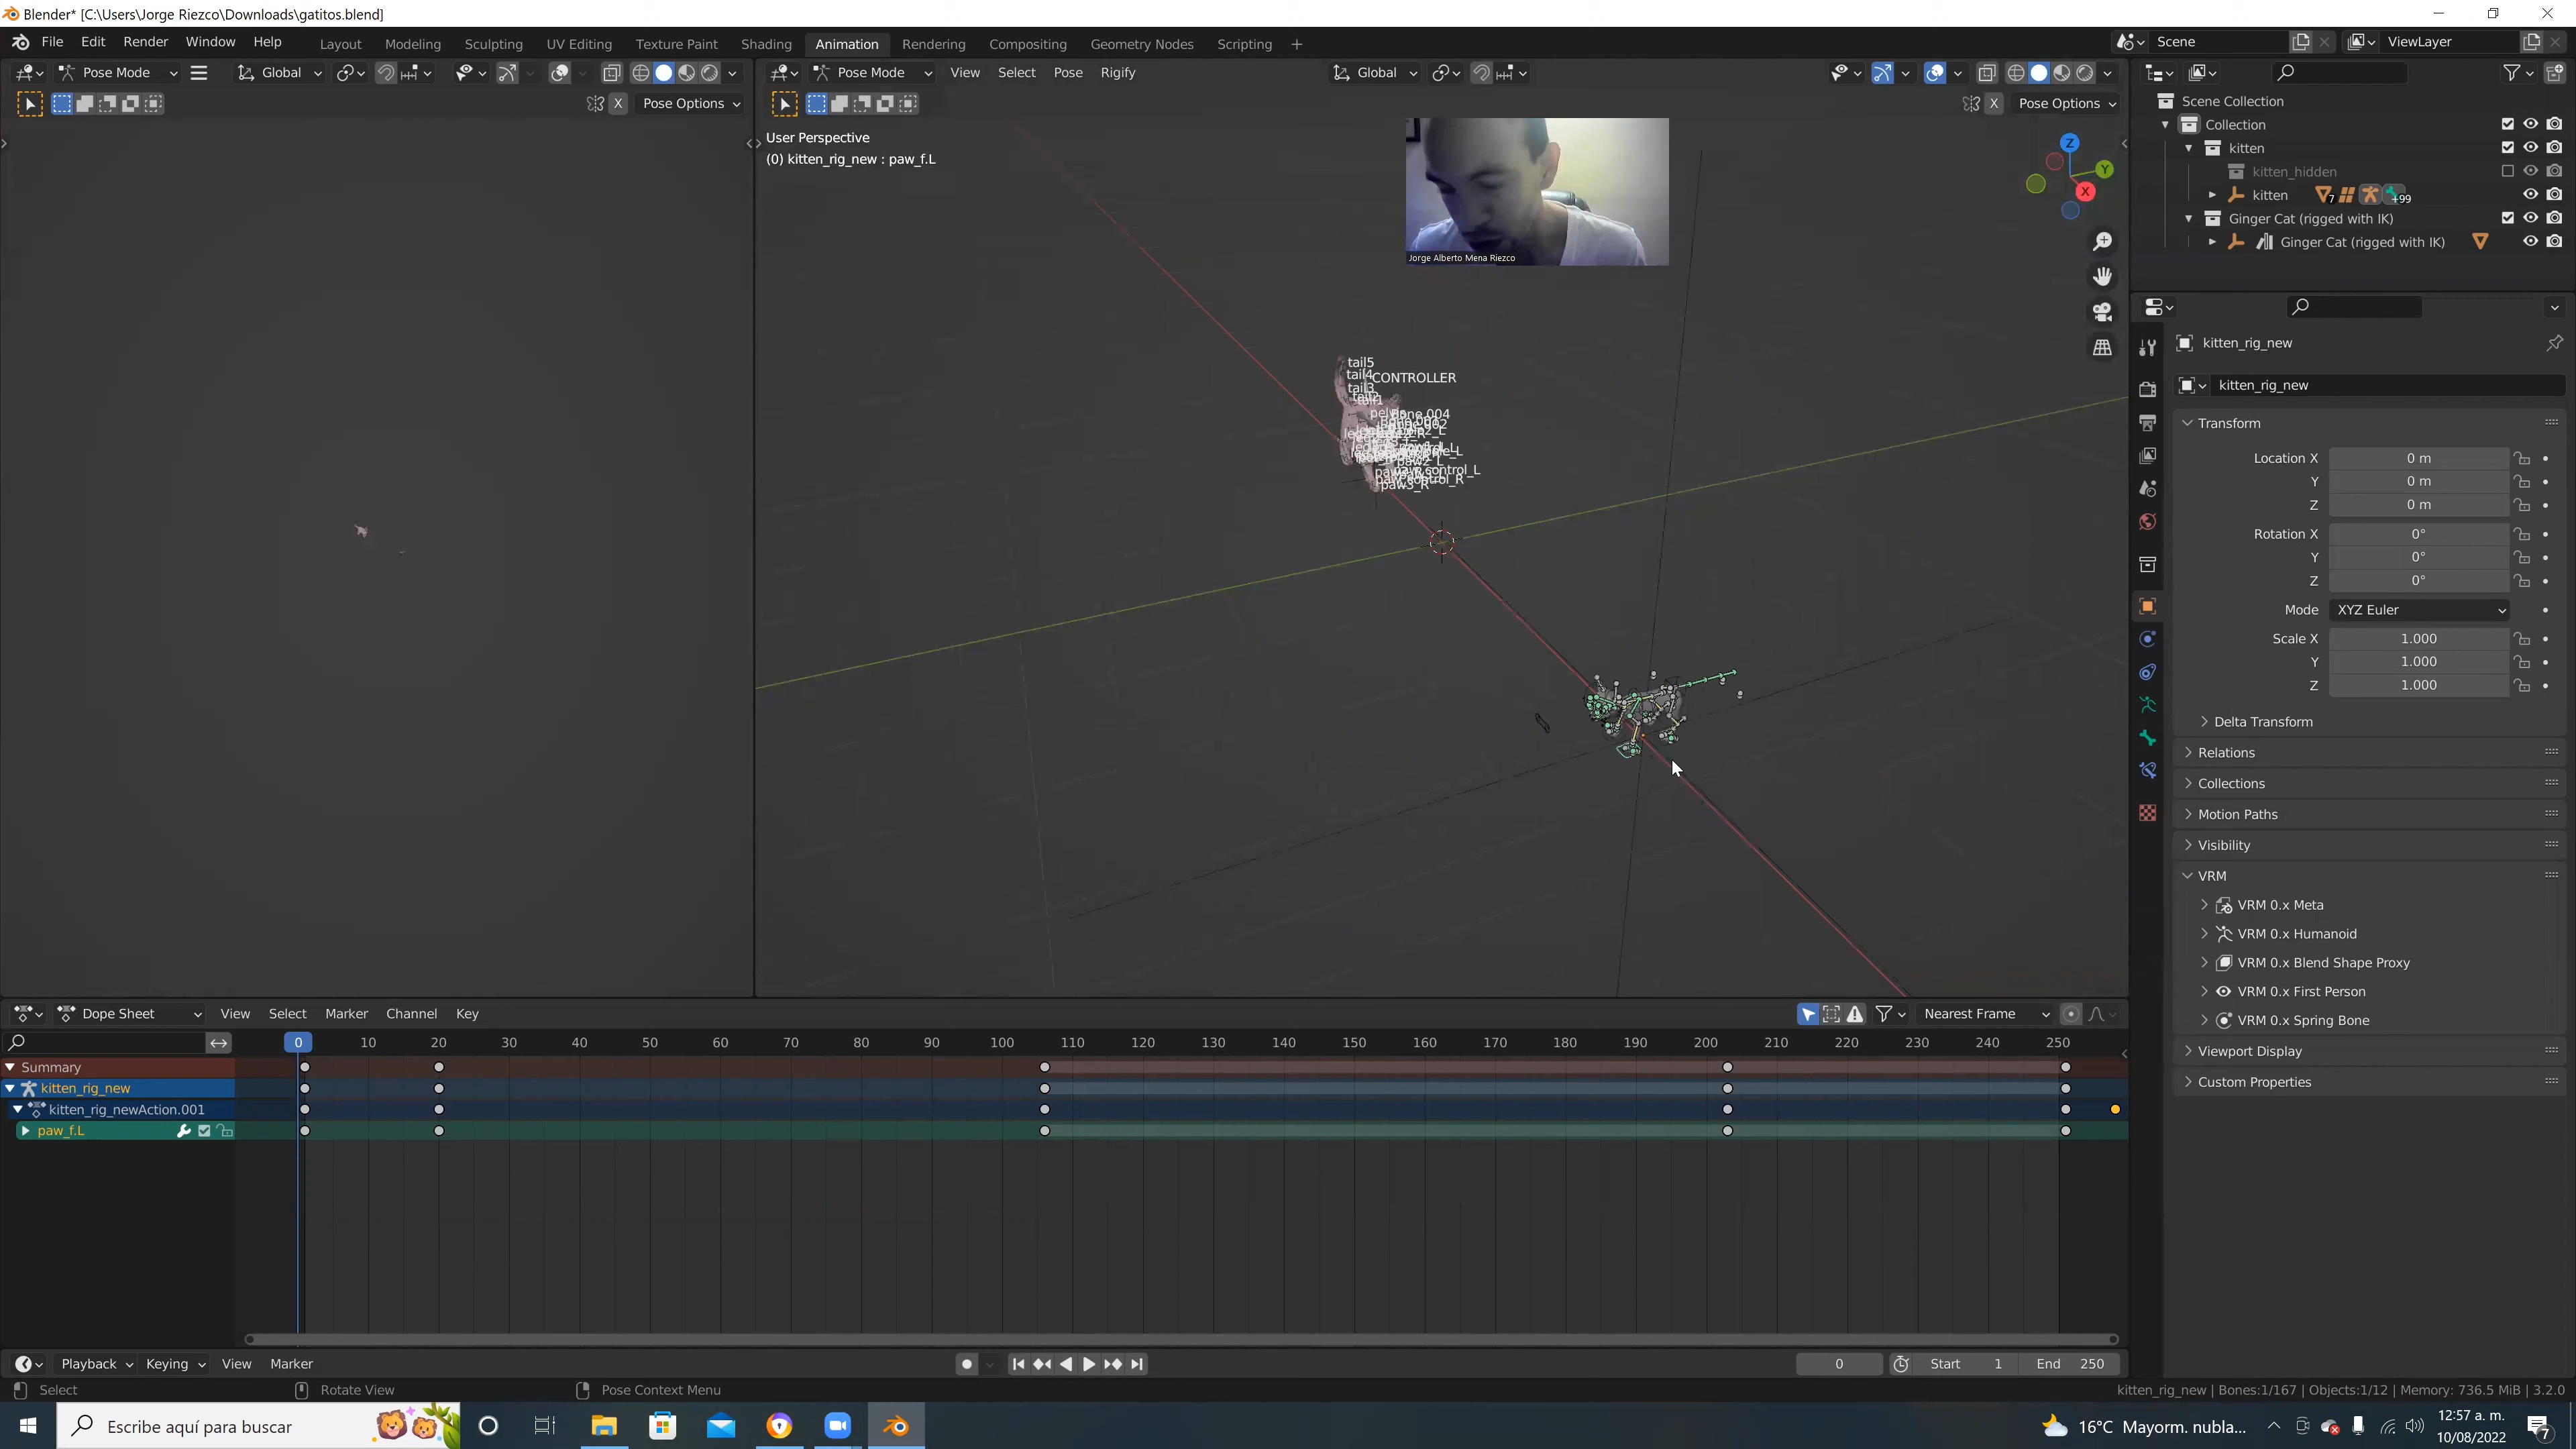 Blender* [C:\Users\Jorge Riezco\Downloads\gatitos.blend]
File Edit Render Window Help Layout Modeling Sculpting UV Editing Texture Paint Shading Animation Rendering Compositing Geometry Nodes Scripting + Scene ViewLayer
Pose Mode Global
X Pose Options
Pose Mode View Select Pose Rigify Global
X Pose Options
User Perspective
(0) kitten_rig_new : paw_f.L
Jorge Alberto Mena Riezco
Z
Y
X
tail5
tail4
CONTROLLER
tail3
tail1
paw_control_L
paw3_R
Scene Collection
Collection
kitten
kitten_hidden
kitten 7 +99
Ginger Cat (rigged with IK)
Ginger Cat (rigged with IK)
kitten_rig_new
kitten_rig_new
Transform
Location X 0 m
Y 0 m
Z 0 m
Rotation X 0°
Y 0°
Z 0°
Mode XYZ Euler
Scale X 1.000
Y 1.000
Z 1.000
Delta Transform
Relations
Collections
Motion Paths
Visibility
VRM
VRM 0.x Meta
VRM 0.x Humanoid
VRM 0.x Blend Shape Proxy
VRM 0.x First Person
VRM 0.x Spring Bone
Viewport Display
Custom Properties
Dope Sheet View Select Marker Channel Key Nearest Frame
0 10 20 30 40 50 60 70 80 90 100 110 120 130 140 150 160 170 180 190 200 210 220 230 240 250
Summary
kitten_rig_new
kitten_rig_newAction.001
paw_f.L
Playback Keying View Marker 0 Start 1 End 250
Select Rotate View Pose Context Menu kitten_rig_new | Bones:1/167 | Objects:1/12 | Memory: 736.5 MiB | 3.2.0
Escribe aquí para buscar 16°C Mayorm. nubla... 12:57 a. m.
10/08/2022 7